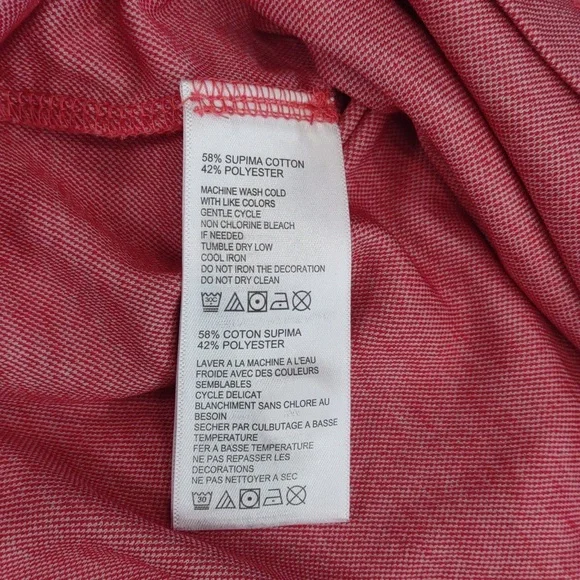 58% SUPIMA COTTON
42% POLYESTER
MACHINE WASH COLD
WITH LIKE COLORS
GENTLE CYCLE
NON CHLORINE BLEACH
IF NEEDED
TUMBLE DRY LOW
COOL IRON
DO NOT IRON THE DECORATION
DO NOT DRY CLEAN
58% COTON SUPIMA
42% POLYESTER
LAVER A LA MACHINE A L'EAU
FROIDE AVEC DES COULEURS
SEMBLABLES
CYCLE DELICAT
BLANCHIMENT SANS CHLORE AU
BESOIN
SECHER PAR CULBUTAGE A BASSE
TEMPERATURE
FER A BASSE TEMPERATURE
NE PAS REPASSER LES
DECORATIONS
NE PAS NETTOYER A SEC
30